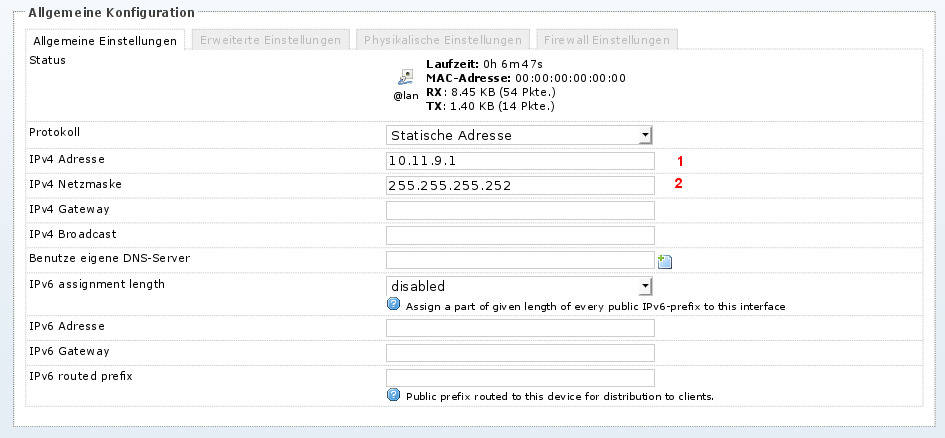 Allgemeine Konfiguration
Allgemeine Einstellungen Erweiterte Einstellungen Physikalische Einstellungen Firewall Einstellungen
Status
Laufzeit: 0h 6m 47s
MAC-Adresse: 00:00:00:00:00:00
RX: 8.45 KB (54 Pkte.)
TX: 1.40 KB (14 Pkte.)
@lan
Protokoll Statische Adresse
IPv4 Adresse 10.11.9.1 1
IPv4 Netzmaske 255.255.255.252 2
IPv4 Gateway
IPv4 Broadcast
Benutze eigene DNS-Server
IPv6 assignment length disabled
Assign a part of given length of every public IPv6-prefix to this interface
IPv6 Adresse
IPv6 Gateway
IPv6 routed prefix
Public prefix routed to this device for distribution to clients.